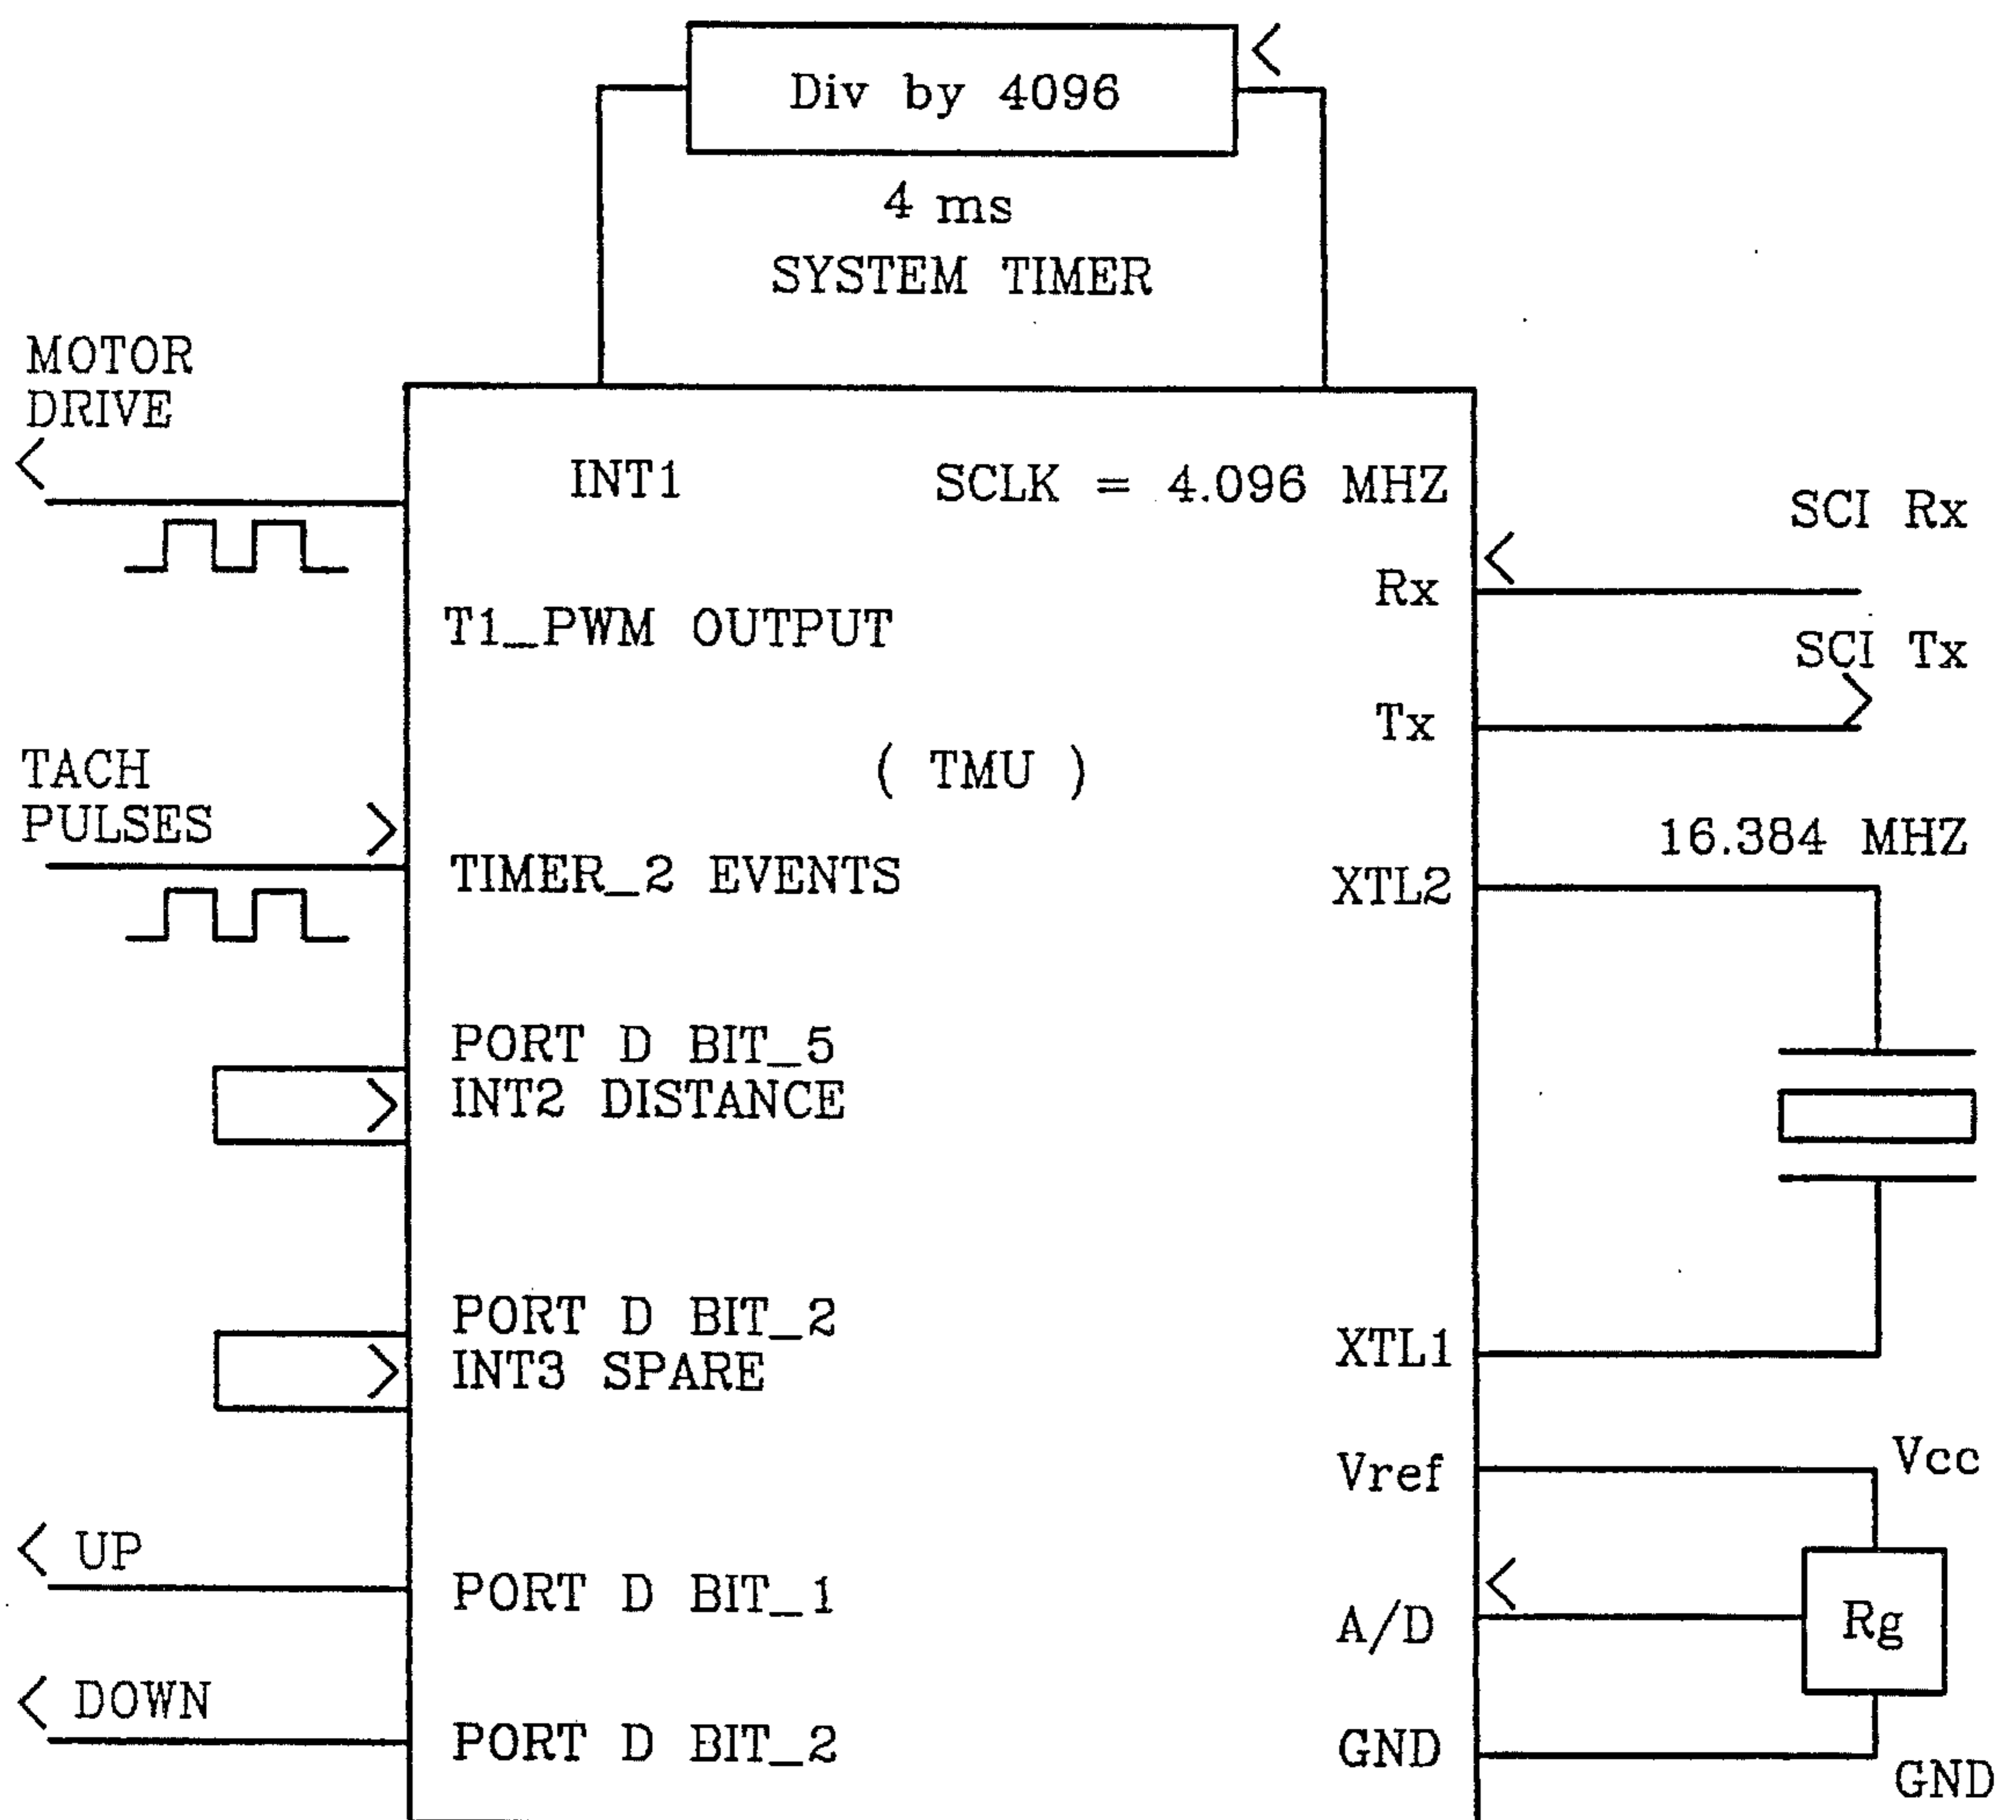 Div by 4096
4 ms
SYSTEM TIMER
MOTOR
DRIVE
INT1
SCLK = 4.096 MHZ
SCI Rx
Rx
T1_PWM OUTPUT
SCI Tx
Tx
( TMU )
TACH
PULSES
16.384 MHZ
TIMER_2 EVENTS
XTL2
PORT D BIT_5
INT2 DISTANCE
PORT D BIT_2
INT3 SPARE
XTL1
Vref
Vcc
UP
PORT D BIT_1
A/D
Rg
DOWN
PORT D BIT_2
GND
GND